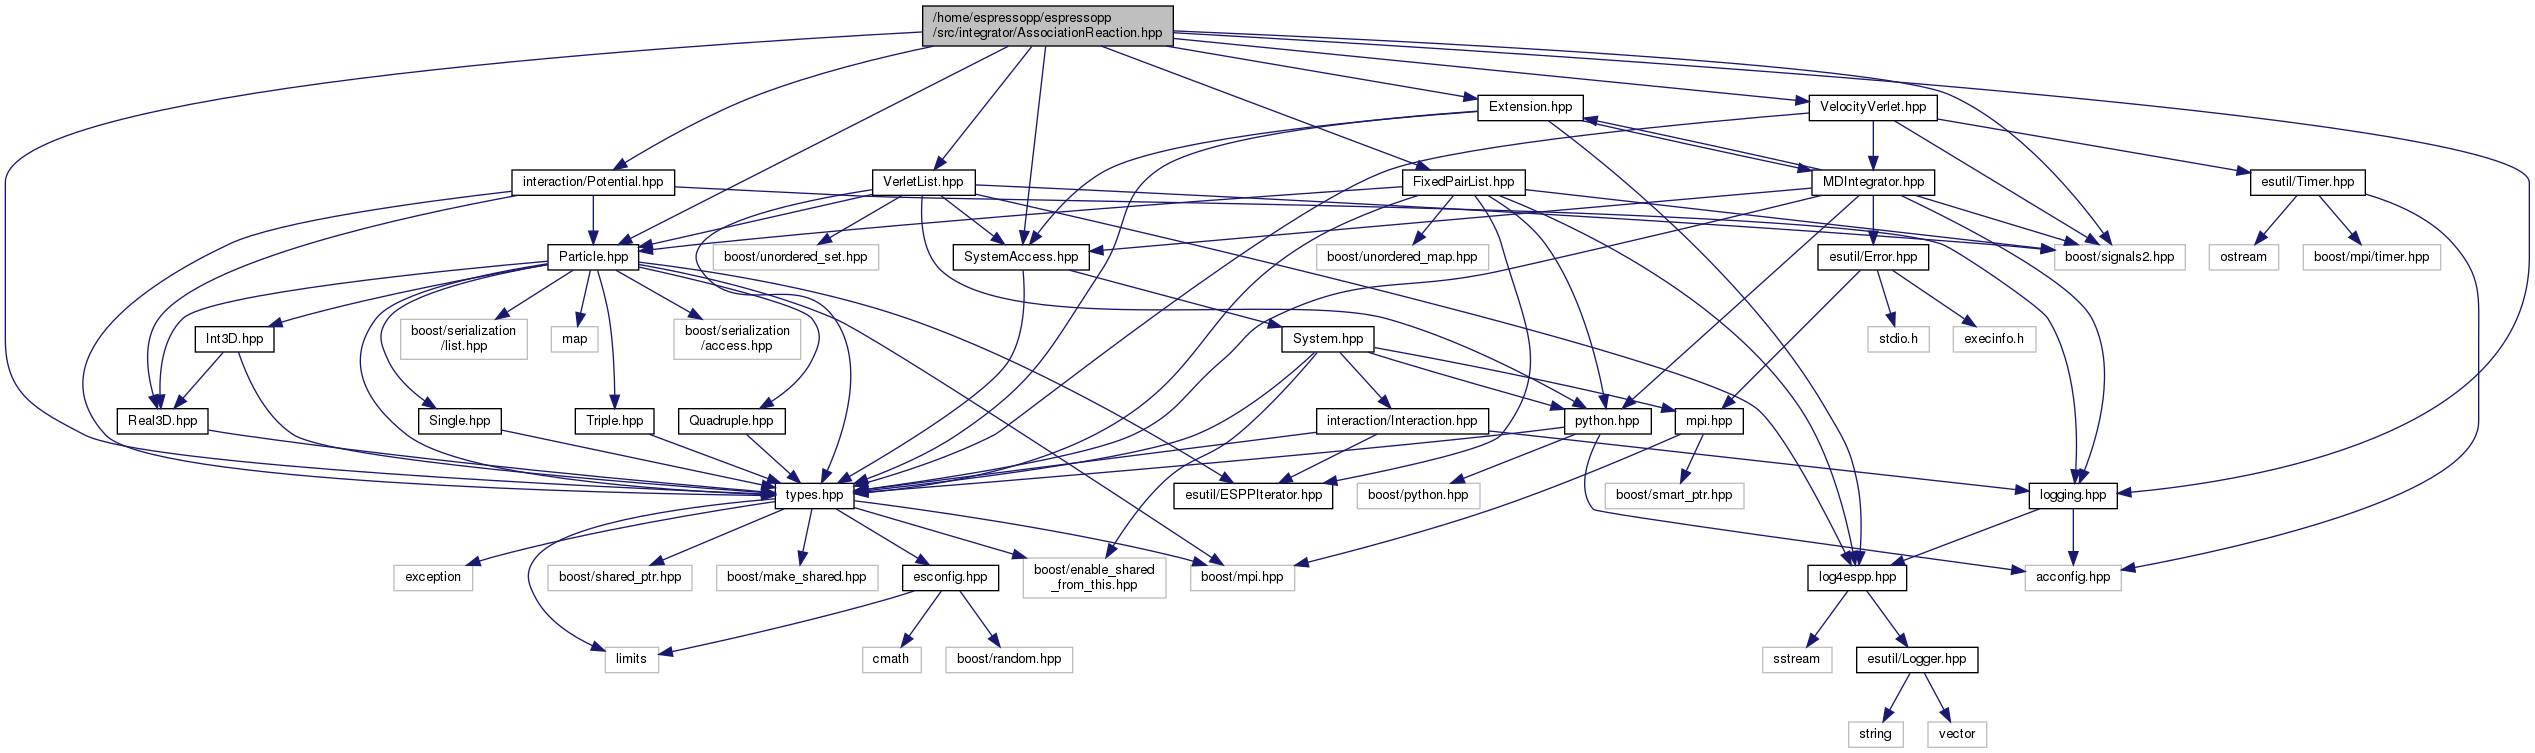 /home/espressopp/espressopp
/src/integrator/AssociationReaction.hpp
Extension.hpp
VelocityVerlet.hpp
interaction/Potential.hpp
VerletList.hpp
FixedPairList.hpp
MDIntegrator.hpp
esutil/Timer.hpp
Particle.hpp
boost/unordered_set.hpp
SystemAccess.hpp
boost/unordered_map.hpp
esutil/Error.hpp
boost/signals2.hpp
ostream
boost/mpi/timer.hpp
Int3D.hpp
boost/serialization
/list.hpp
map
boost/serialization
/access.hpp
System.hpp
stdio.h
execinfo.h
Real3D.hpp
Single.hpp
Triple.hpp
Quadruple.hpp
interaction/Interaction.hpp
python.hpp
mpi.hpp
types.hpp
esutil/ESPPIterator.hpp
boost/python.hpp
boost/smart_ptr.hpp
logging.hpp
exception
boost/shared_ptr.hpp
boost/make_shared.hpp
esconfig.hpp
boost/enable_shared
_from_this.hpp
boost/mpi.hpp
log4espp.hpp
acconfig.hpp
limits
cmath
boost/random.hpp
sstream
esutil/Logger.hpp
string
vector